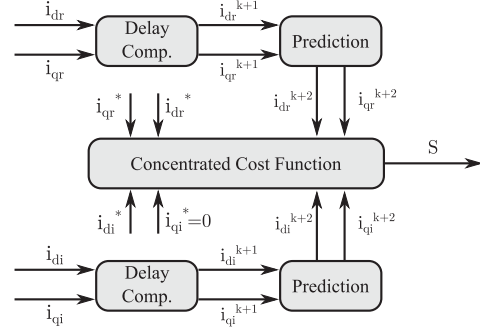 i_dr
Delay
Comp.
i_dr^k+1
Prediction
i_qr
i_qr^k+1
i_dr^k+2
i_qr^k+2
i_qr^*
i_dr^*
Concentrated Cost Function
S
i_di^*
i_qi^*=0
i_di^k+2
i_qi^k+2
i_di
Delay
Comp.
i_di^k+1
Prediction
i_qi
i_qi^k+1